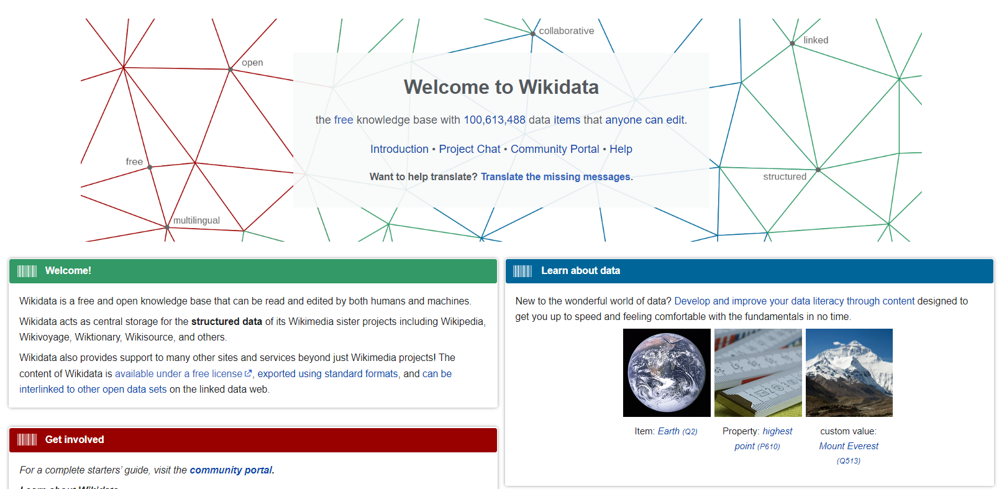 collaborative
linked
open
Welcome to Wikidata
the free knowledge base with 100,613,488 data items that anyone can edit.
Introduction • Project Chat • Community Portal • Help
free
Want to help translate? Translate the missing messages.
structured
multilingual
Welcome!
Wikidata is a free and open knowledge base that can be read and edited by both humans and machines.
Wikidata acts as central storage for the structured data of its Wikimedia sister projects including Wikipedia,
Wikivoyage, Wiktionary, Wikisource, and others.
Wikidata also provides support to many other sites and services beyond just Wikimedia projects! The
content of Wikidata is available under a free license, exported using standard formats, and can be
interlinked to other open data sets on the linked data web.
Get involved
For a complete starters’ guide, visit the community portal.
Learn about Wikidata
Learn about data
New to the wonderful world of data? Develop and improve your data literacy through content designed to
get you up to speed and feeling comfortable with the fundamentals in no time.
Item: Earth (Q2)
Property: highest
point (P610)
custom value:
Mount Everest
(Q513)